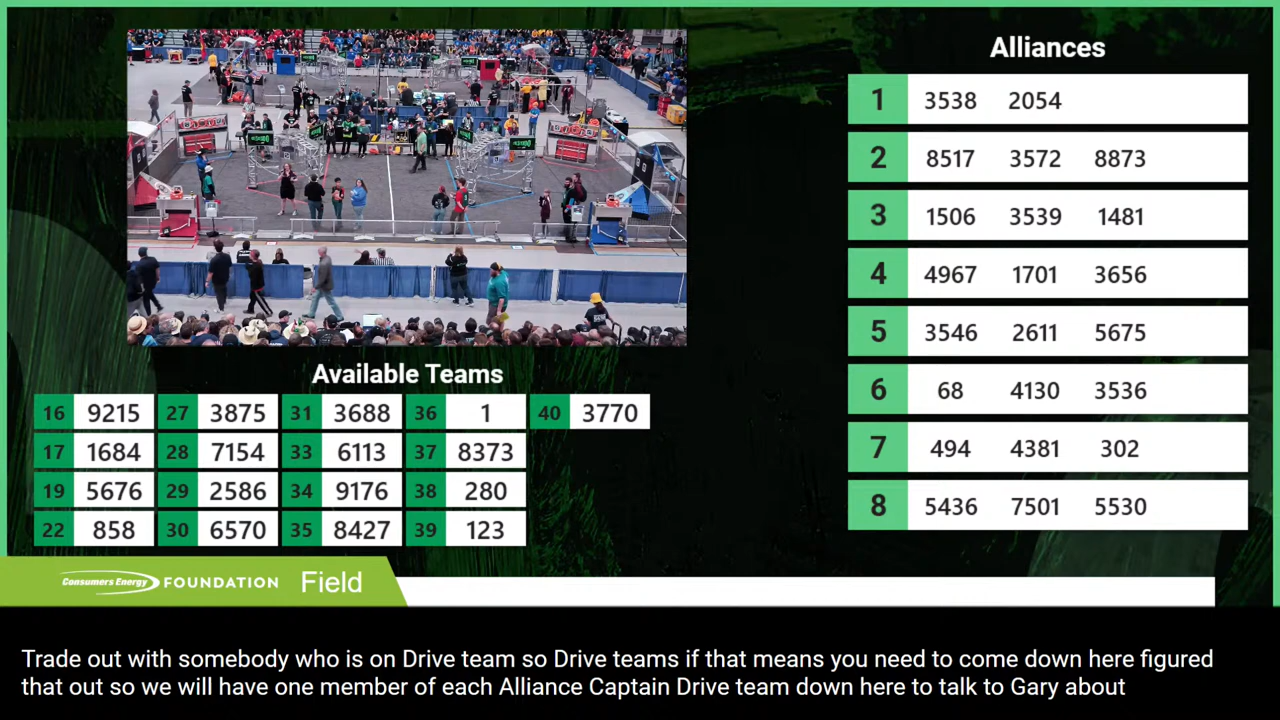 Alliances
1 3538 2054
2 8517 3572 8873
3 1506 3539 1481
4 4967 1701 3656
5 3546 2611 5675
6 68 4130 3536
7 494 4381 302
8 5436 7501 5530
Available Teams
16 9215 27 3875 31 3688 36 1 40 3770
17 1684 28 7154 33 6113 37 8373
19 5676 29 2586 34 9176 38 280
22 858 30 6570 35 8427 39 123
Consumers Energy FOUNDATION Field
Trade out with somebody who is on Drive team so Drive teams if that means you need to come down here figured
that out so we will have one member of each Alliance Captain Drive team down here to talk to Gary about